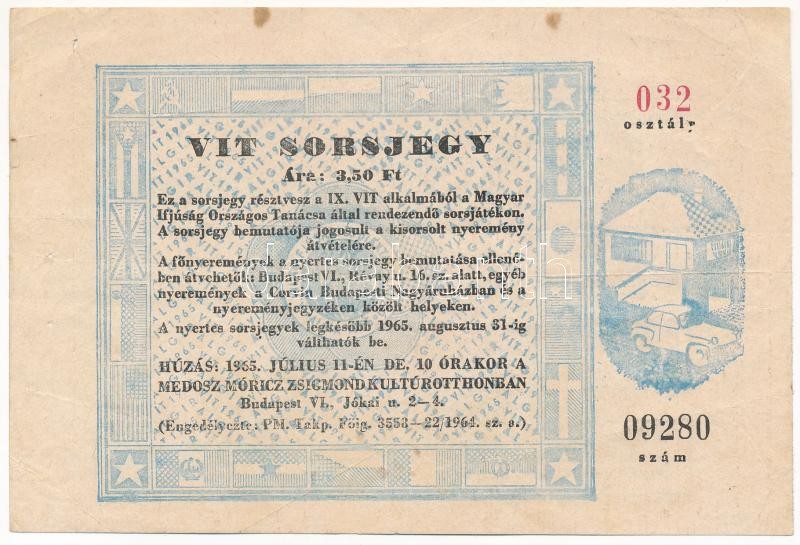 VIT SORSJEGY
Ára: 3,50 Ft
Ez a sorsjegy résztvesz a IX. VIT alkalmából a Magyar
Ifjúság Országos Tanácsa által rendezendő sorsjátékon.
A sorsjegy bemutatója jogosult a kisorsolt nyeremény
átvételére.
A főnyeremények a nyertes sorsjegy bemutatása ellené-
ben átvehetők: Budapest VI., Révay u. 16. sz. alatt, egyéb
nyeremények a Corvin Budapesti Nagyáruházban és a
nyereményjegyzéken közölt helyeken.
A nyertes sorsjegyek legkésőbb 1965. augusztus 31-ig
válthatók be.
HÚZÁS: 1965. JÚLIUS 11-ÉN DE. 10 ÓRAKOR A
MEDOSZ MÓRICZ ZSIGMOND KULTÚROTTHONBAN
Budapest VI., Jókai u. 2—4.
(Engedélyezte: PM. Takp. Főig. 3558—22/1964. sz. a.)
032
osztály
09280
szám